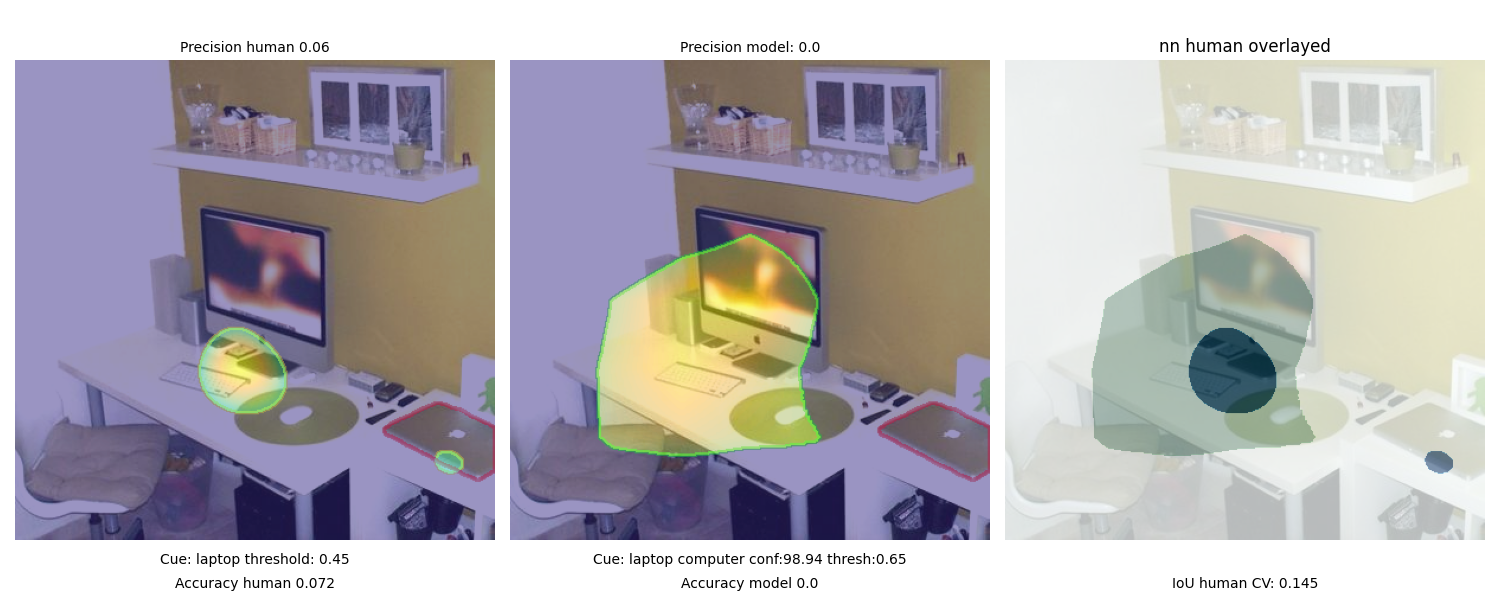 Precision human 0.06
Precision model: 0.0
nn human overlayed
Cue: laptop threshold: 0.45
Cue: laptop computer conf:98.94 thresh:0.65
Accuracy human 0.072
Accuracy model 0.0
IoU human CV: 0.145